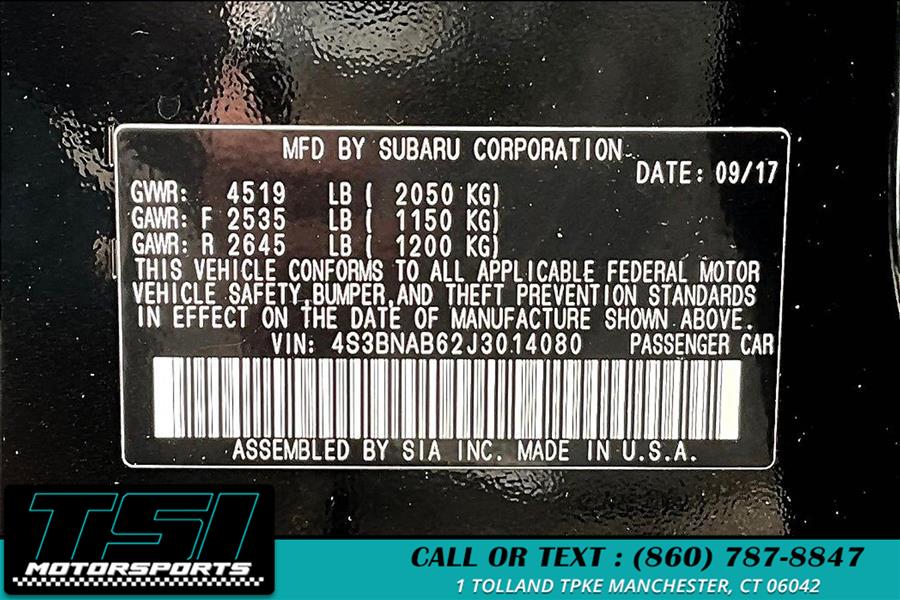 MFD BY SUBARU CORPORATION
DATE: 09/17
GWWR: 4519 LB ( 2050 KG)
GAWR: F 2535 LB ( 1150 KG)
GAWR: R 2645 LB ( 1200 KG)
THIS VEHICLE CONFORMS TO ALL APPLICABLE FEDERAL MOTOR
VEHICLE SAFETY,BUMPER,AND THEFT PREVENTION STANDARDS
IN EFFECT ON THE DATE OF MANUFACTURE SHOWN ABOVE.
VIN: 4S3BNAB62J3014080 PASSENGER CAR
ASSEMBLED BY SIA INC. MADE IN U.S.A.
TSI
MOTORSPORTS
CALL OR TEXT : (860) 787-8847
1 TOLLAND TPKE MANCHESTER, CT 06042